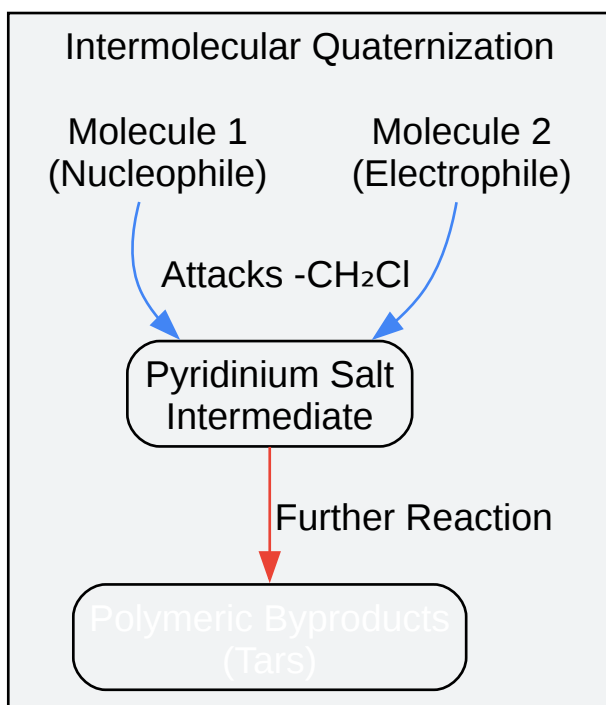 Intermolecular Quaternization
Molecule 1
(Nucleophile)
Molecule 2
(Electrophile)
Attacks -CH₂Cl
Pyridinium Salt
Intermediate
Further Reaction
Polymeric Byproducts
(Tars)